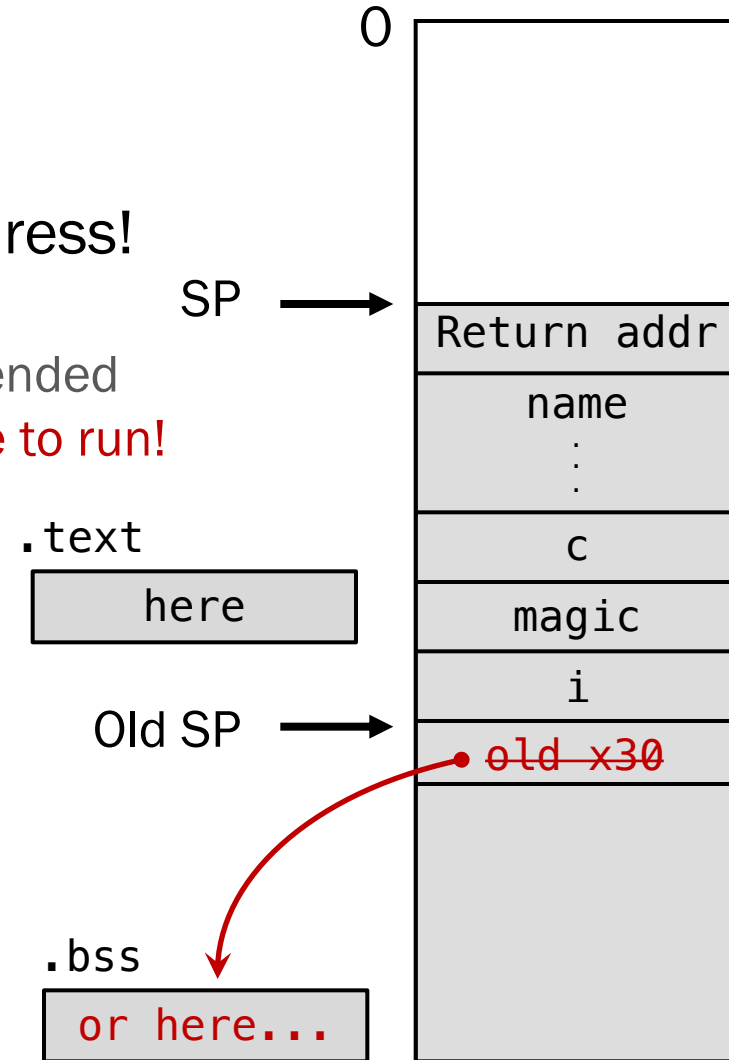 0
ress!
SP
Return addr
ended
name
e to run!
.
.
.
.text
c
here
magic
i
Old SP
old x30
.bss
or here...